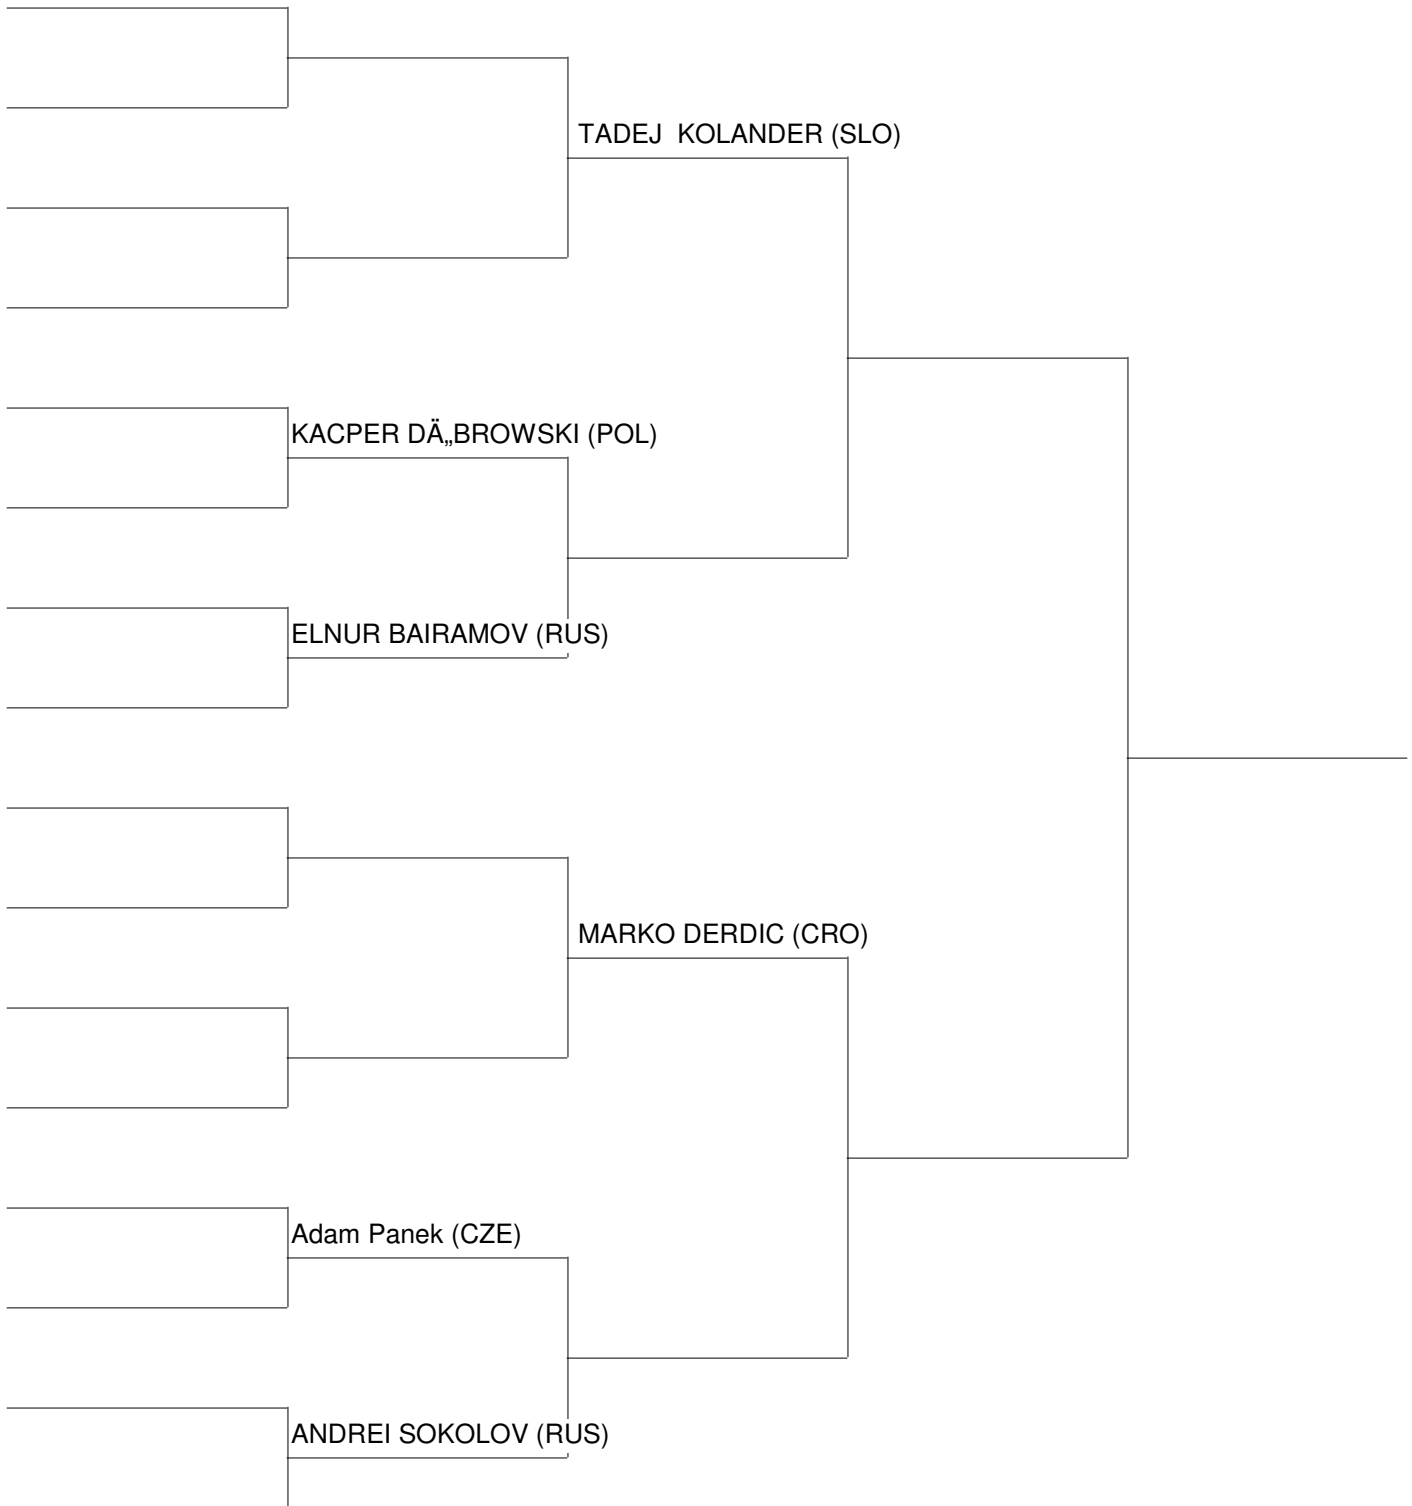 TADEJ  KOLANDER (SLO)
KACPER DÄ„BROWSKI (POL)
ELNUR BAIRAMOV (RUS)
MARKO DERDIC (CRO)
Adam Panek (CZE)
ANDREI SOKOLOV (RUS)